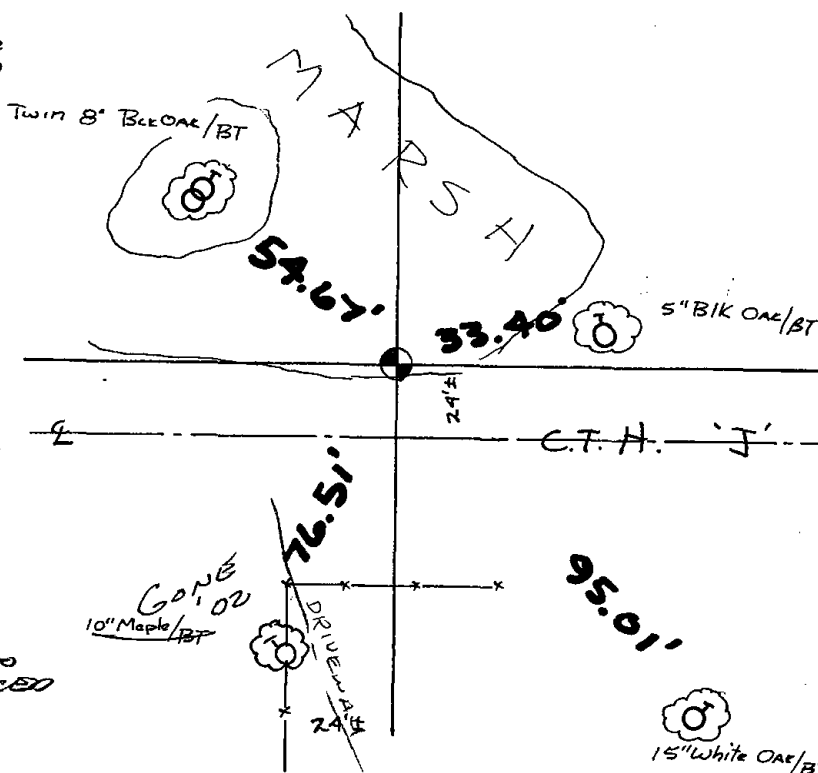 MARSH
Twin 8" BlkOak/BT
54.67'
33.40'
5" Blk Oak/BT
24'±
℄
C.T.H. 'J'
76.51'
GONE
'02
10" Maple/BT
DRIVEWAY
24'±
95.01'
15" White Oak/B